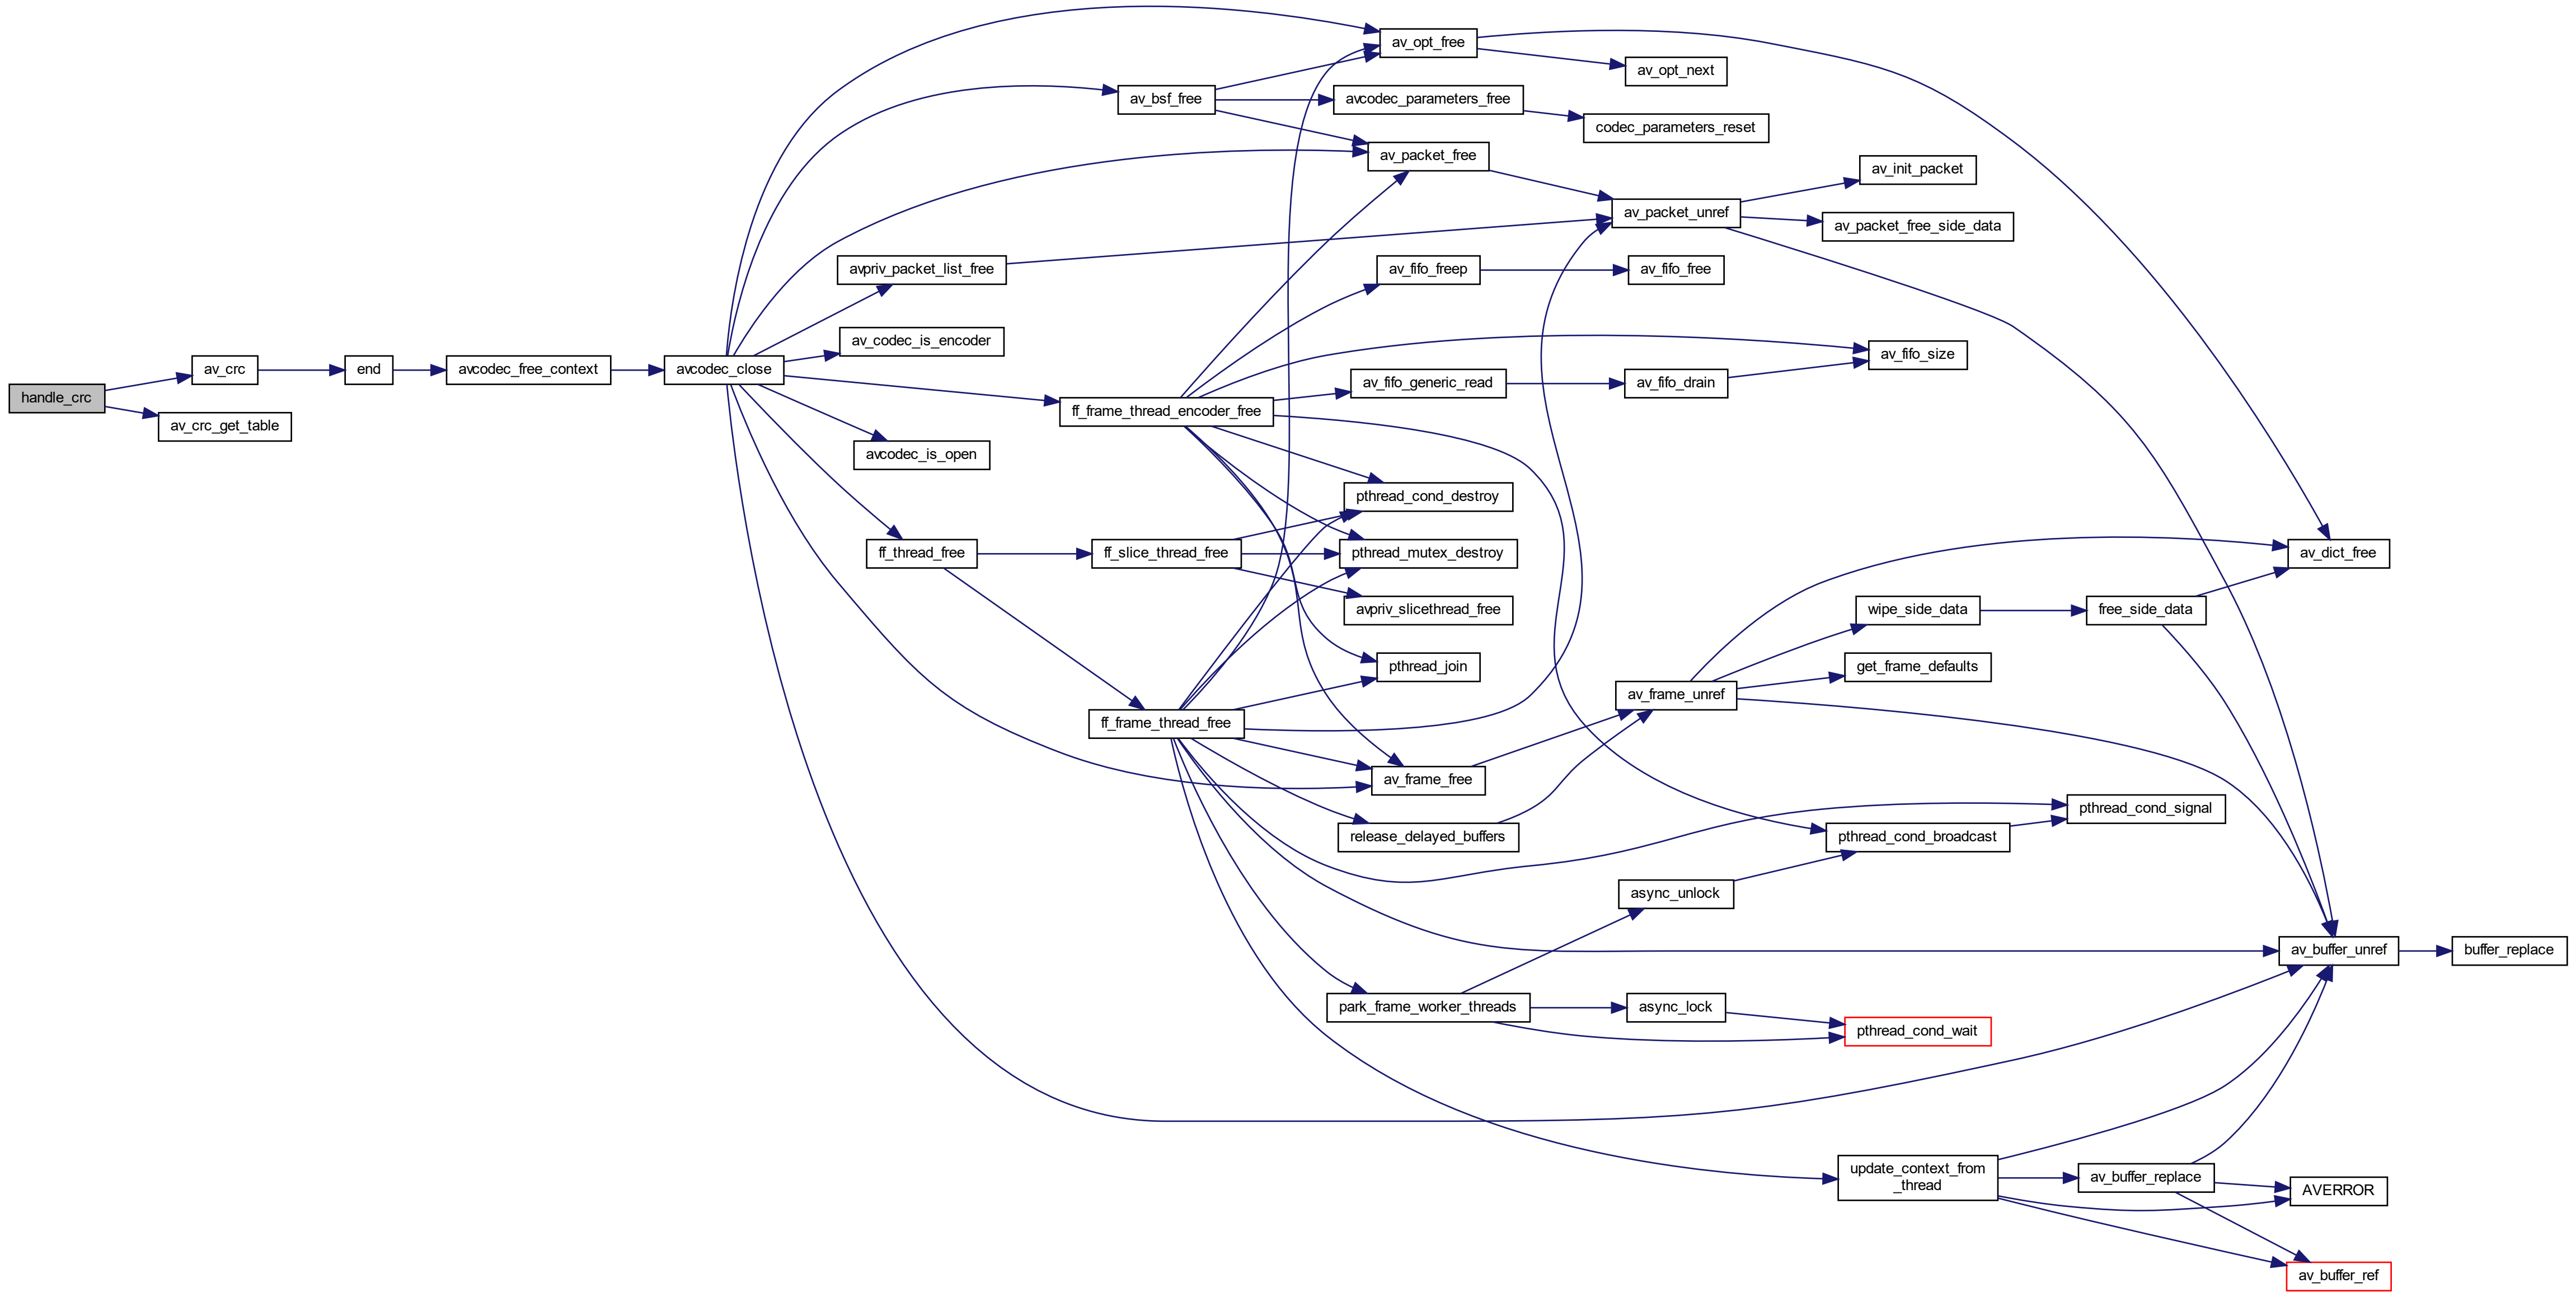 av_opt_free
av_opt_next
av_bsf_free
avcodec_parameters_free
codec_parameters_reset
av_packet_free
av_init_packet
av_packet_unref
av_packet_free_side_data
avpriv_packet_list_free
av_fifo_freep
av_fifo_free
av_codec_is_encoder
av_fifo_size
av_crc
end
avcodec_free_context
avcodec_close
av_fifo_generic_read
av_fifo_drain
handle_crc
ff_frame_thread_encoder_free
av_crc_get_table
avcodec_is_open
pthread_cond_destroy
ff_thread_free
ff_slice_thread_free
pthread_mutex_destroy
av_dict_free
avpriv_slicethread_free
wipe_side_data
free_side_data
pthread_join
get_frame_defaults
av_frame_unref
ff_frame_thread_free
av_frame_free
pthread_cond_signal
release_delayed_buffers
pthread_cond_broadcast
async_unlock
av_buffer_unref
buffer_replace
park_frame_worker_threads
async_lock
pthread_cond_wait
update_context_from
_thread
av_buffer_replace
AVERROR
av_buffer_ref